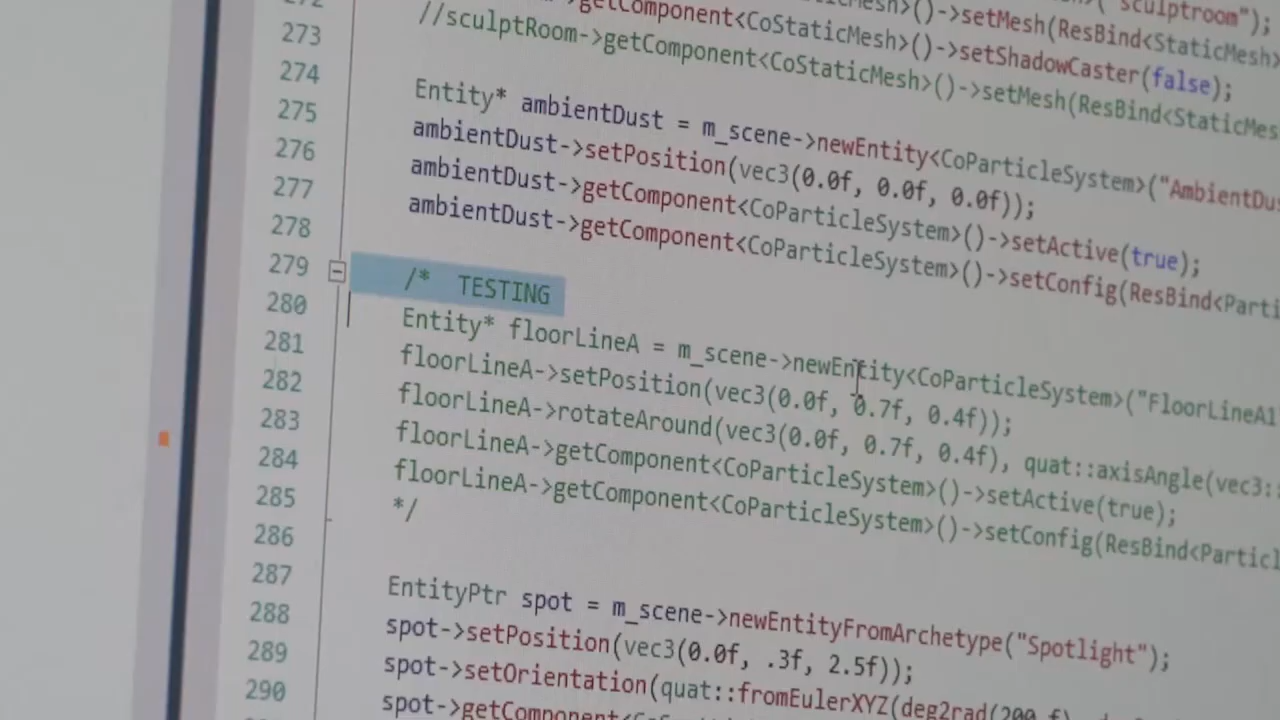 "sculptroom");
->setMesh(ResBind<StaticMesh>
getComponent<CoStaticMesh>()->setShadowCaster(false);
272 //sculptRoom->getComponent<CoStaticMesh>()->setMesh(ResBind<StaticMes
273
274 Entity* ambientDust = m_scene->newEntity<CoParticleSystem>("AmbientDus
275 ambientDust->setPosition(vec3(0.0f, 0.0f, 0.0f));
276 ambientDust->getComponent<CoParticleSystem>()->setActive(true);
277 ambientDust->getComponent<CoParticleSystem>()->setConfig(ResBind<Parti
278
279 /* TESTING
280 Entity* floorLineA = m_scene->newEntity<CoParticleSystem>("FloorLineA1
281 floorLineA->setPosition(vec3(0.0f, 0.7f, 0.4f));
282 floorLineA->rotateAround(vec3(0.0f, 0.7f, 0.4f), quat::axisAngle(vec3::
283 floorLineA->getComponent<CoParticleSystem>()->setActive(true);
284 floorLineA->getComponent<CoParticleSystem>()->setConfig(ResBind<Particl
285 */
286
287 EntityPtr spot = m_scene->newEntityFromArchetype("Spotlight");
288 spot->setPosition(vec3(0.0f, .3f, 2.5f));
289 spot->setOrientation(quat::fromEulerXYZ(deg2rad(200.f),
290 spot->getComponent